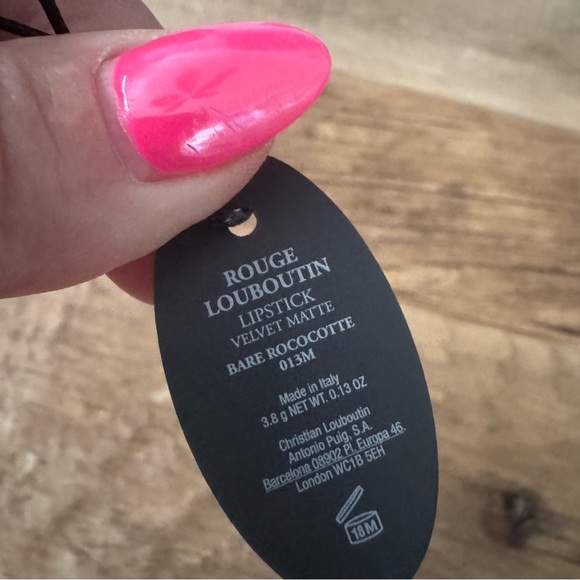 ROUGE
LOUBOUTIN
LIPSTICK
VELVET MATTE
BARE ROCOCOTTE
013M
Made in Italy
3.8 g NET WT. 0.13 OZ
Christian Louboutin
Antonio Puig, S.A.
Barcelona 08902 Pl. Europa 46.
London WC1B 5EH
18M